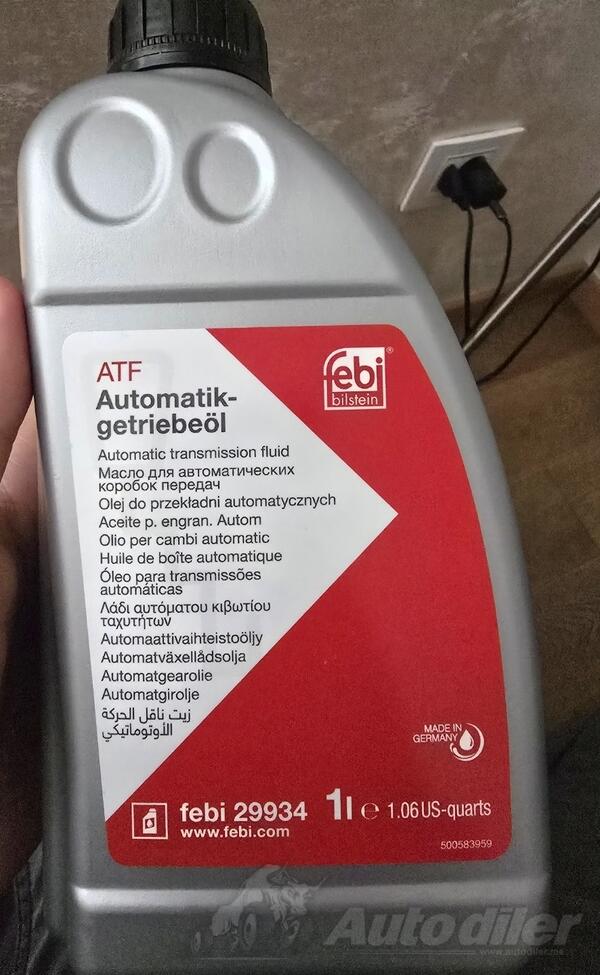 ATF
Automatik-
getriebeöl
febi®
bilstein
Automatic transmission fluid
Масло для автоматических
коробок передач
Olej do przekładni automatycznych
Aceite p. engran. Autom
Olio per cambi automatic
Huile de boîte automatique
Óleo para transmissões
automáticas
Λάδι αυτόματου κιβωτίου
ταχυτήτων
Automaattivaihteistoöljy
Automatväxellådsolja
Automatgearolie
Automatgirolje
زيت ناقل الحركة
الأوتوماتيكي
MADE IN
GERMANY
febi 29934 1l ℮ 1.06 US-quarts
www.febi.com
500583959
Autodiler
www.autodiler.me